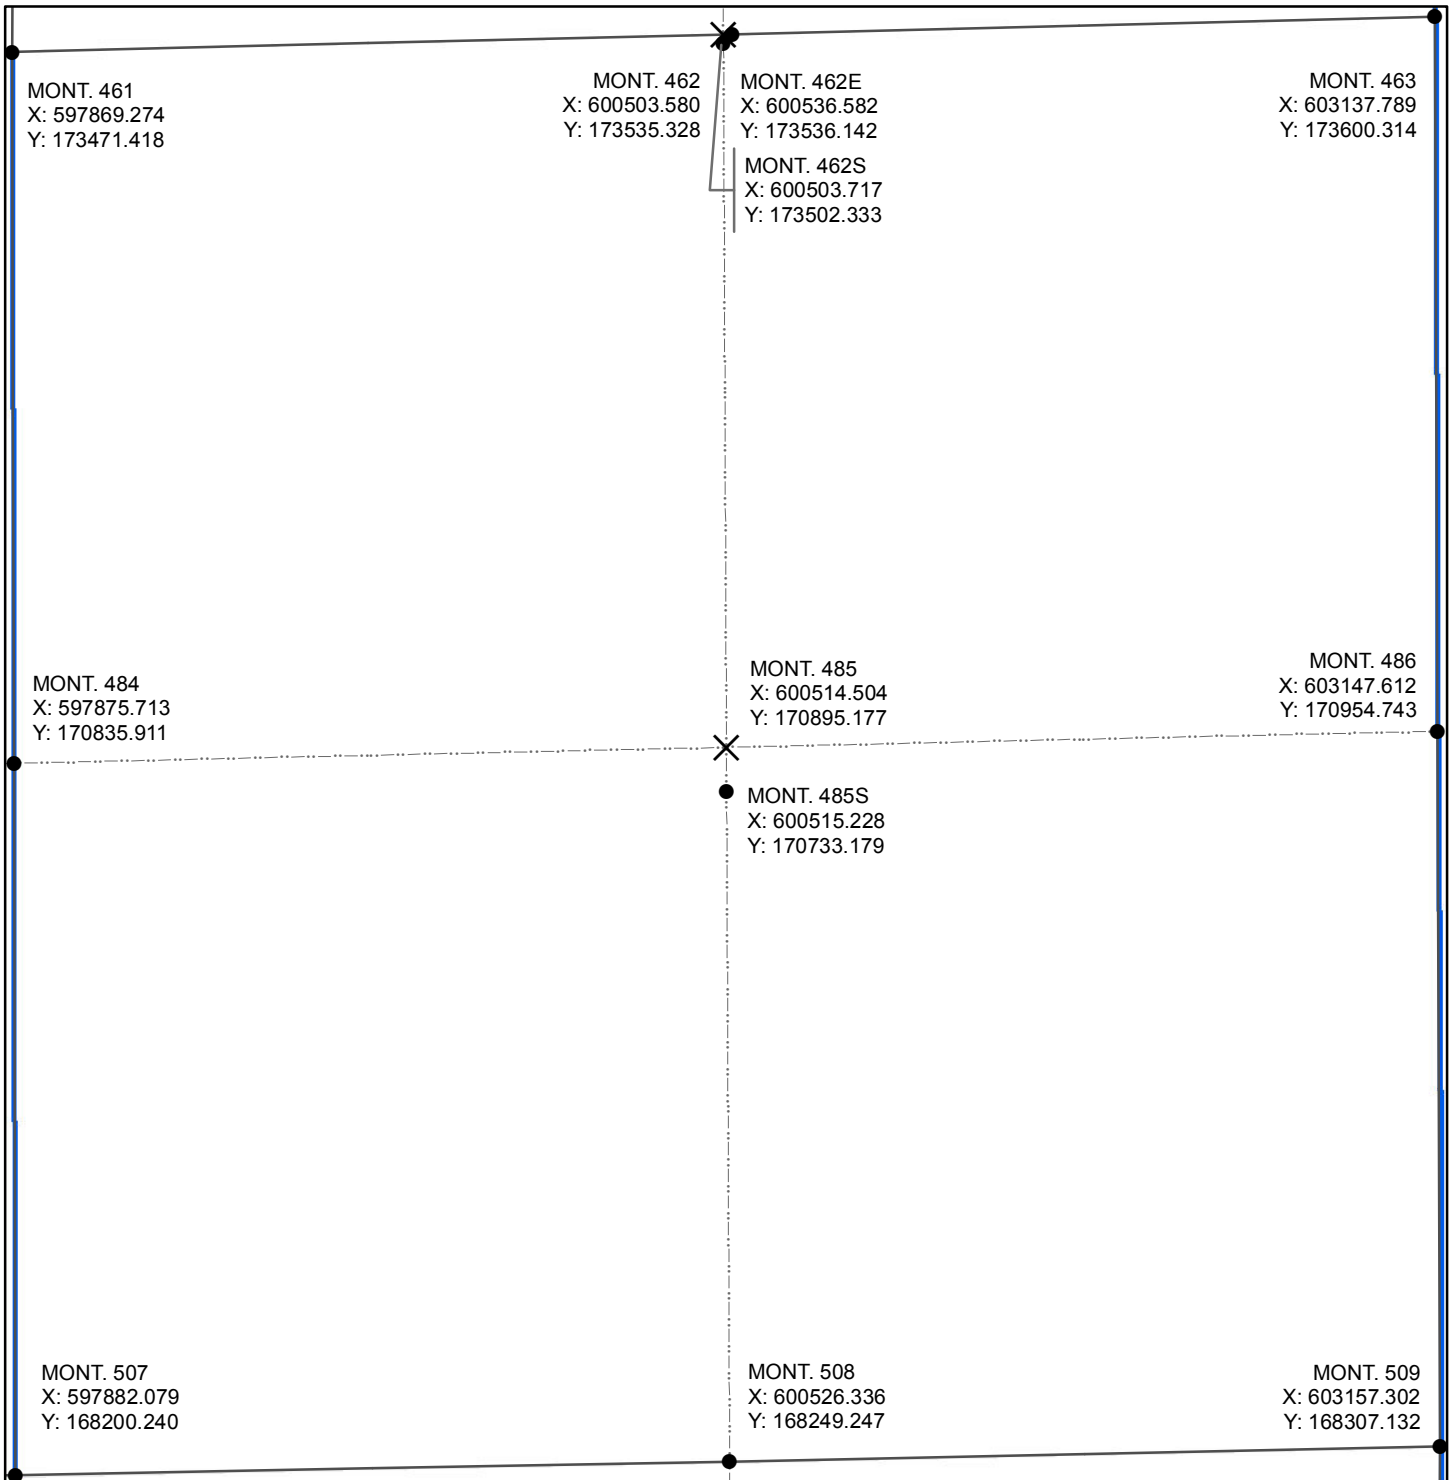 MONT. 461
X: 597869.274
Y: 173471.418
MONT. 462
X: 600503.580
Y: 173535.328
MONT. 462E
X: 600536.582
Y: 173536.142
MONT. 462S
X: 600503.717
Y: 173502.333
MONT. 463
X: 603137.789
Y: 173600.314
MONT. 484
X: 597875.713
Y: 170835.911
MONT. 485
X: 600514.504
Y: 170895.177
MONT. 486
X: 603147.612
Y: 170954.743
MONT. 485S
X: 600515.228
Y: 170733.179
MONT. 507
X: 597882.079
Y: 168200.240
MONT. 508
X: 600526.336
Y: 168249.247
MONT. 509
X: 603157.302
Y: 168307.132